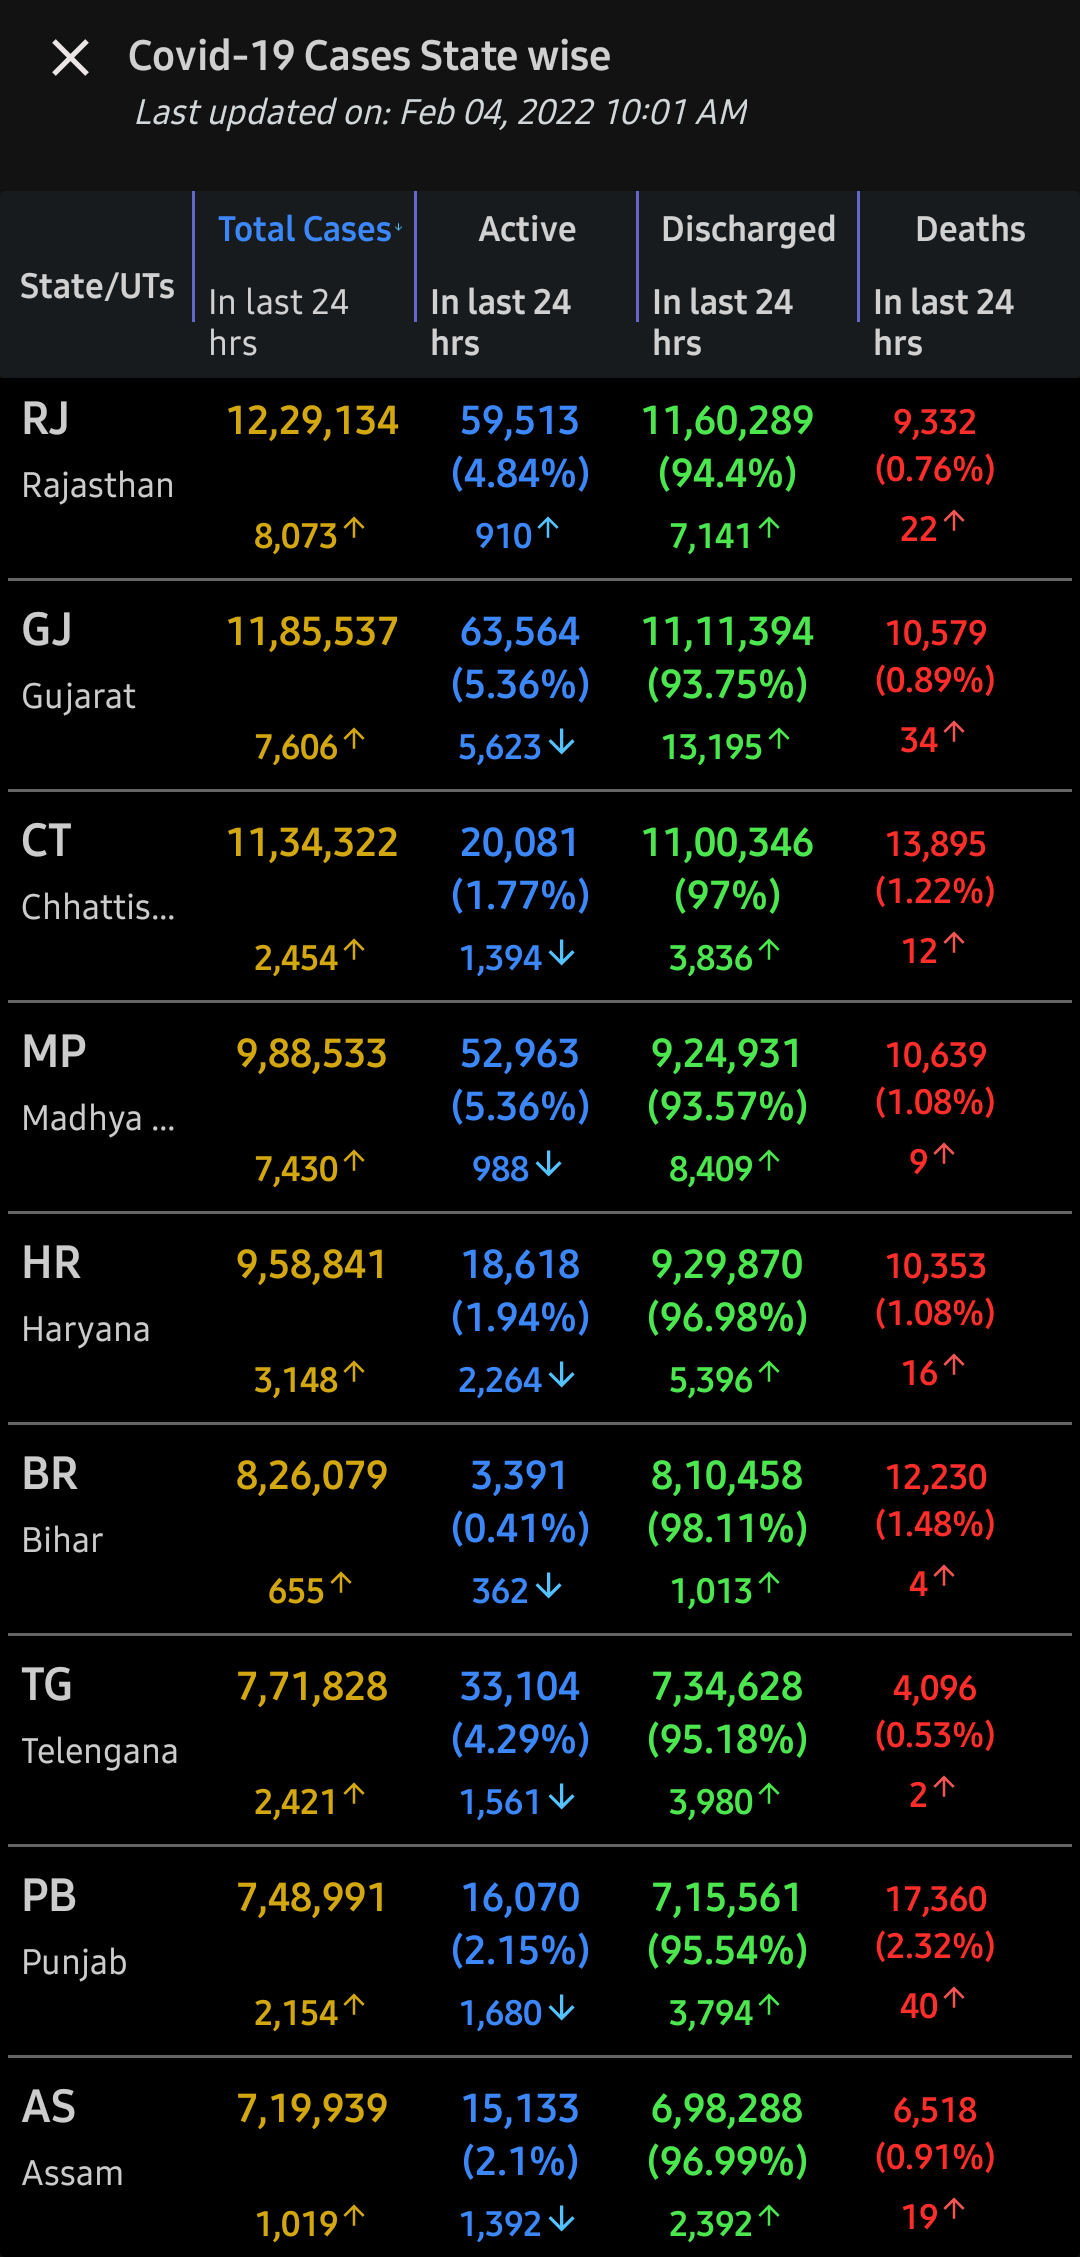 Covid-19 Cases State wise
Last updated on: Feb 04, 2022 10:01 AM
State/UTs
Total Cases↓ Active Discharged Deaths
In last 24 hrs In last 24 hrs In last 24 hrs In last 24 hrs
RJ 12,29,134 59,513 11,60,289 9,332
(4.84%) (94.4%) (0.76%)
Rajasthan
8,073↑ 910↑ 7,141↑ 22↑
GJ 11,85,537 63,564 11,11,394 10,579
(5.36%) (93.75%) (0.89%)
Gujarat
7,606↑ 5,623↓ 13,195↑ 34↑
CT 11,34,322 20,081 11,00,346 13,895
(1.77%) (97%) (1.22%)
Chhattis...
2,454↑ 1,394↓ 3,836↑ 12↑
MP 9,88,533 52,963 9,24,931 10,639
(5.36%) (93.57%) (1.08%)
Madhya ...
7,430↑ 988↓ 8,409↑ 9↑
HR 9,58,841 18,618 9,29,870 10,353
(1.94%) (96.98%) (1.08%)
Haryana
3,148↑ 2,264↓ 5,396↑ 16↑
BR 8,26,079 3,391 8,10,458 12,230
(0.41%) (98.11%) (1.48%)
Bihar
655↑ 362↓ 1,013↑ 4↑
TG 7,71,828 33,104 7,34,628 4,096
(4.29%) (95.18%) (0.53%)
Telengana
2,421↑ 1,561↓ 3,980↑ 2↑
PB 7,48,991 16,070 7,15,561 17,360
(2.15%) (95.54%) (2.32%)
Punjab
2,154↑ 1,680↓ 3,794↑ 40↑
AS 7,19,939 15,133 6,98,288 6,518
(2.1%) (96.99%) (0.91%)
Assam
1,019↑ 1,392↓ 2,392↑ 19↑